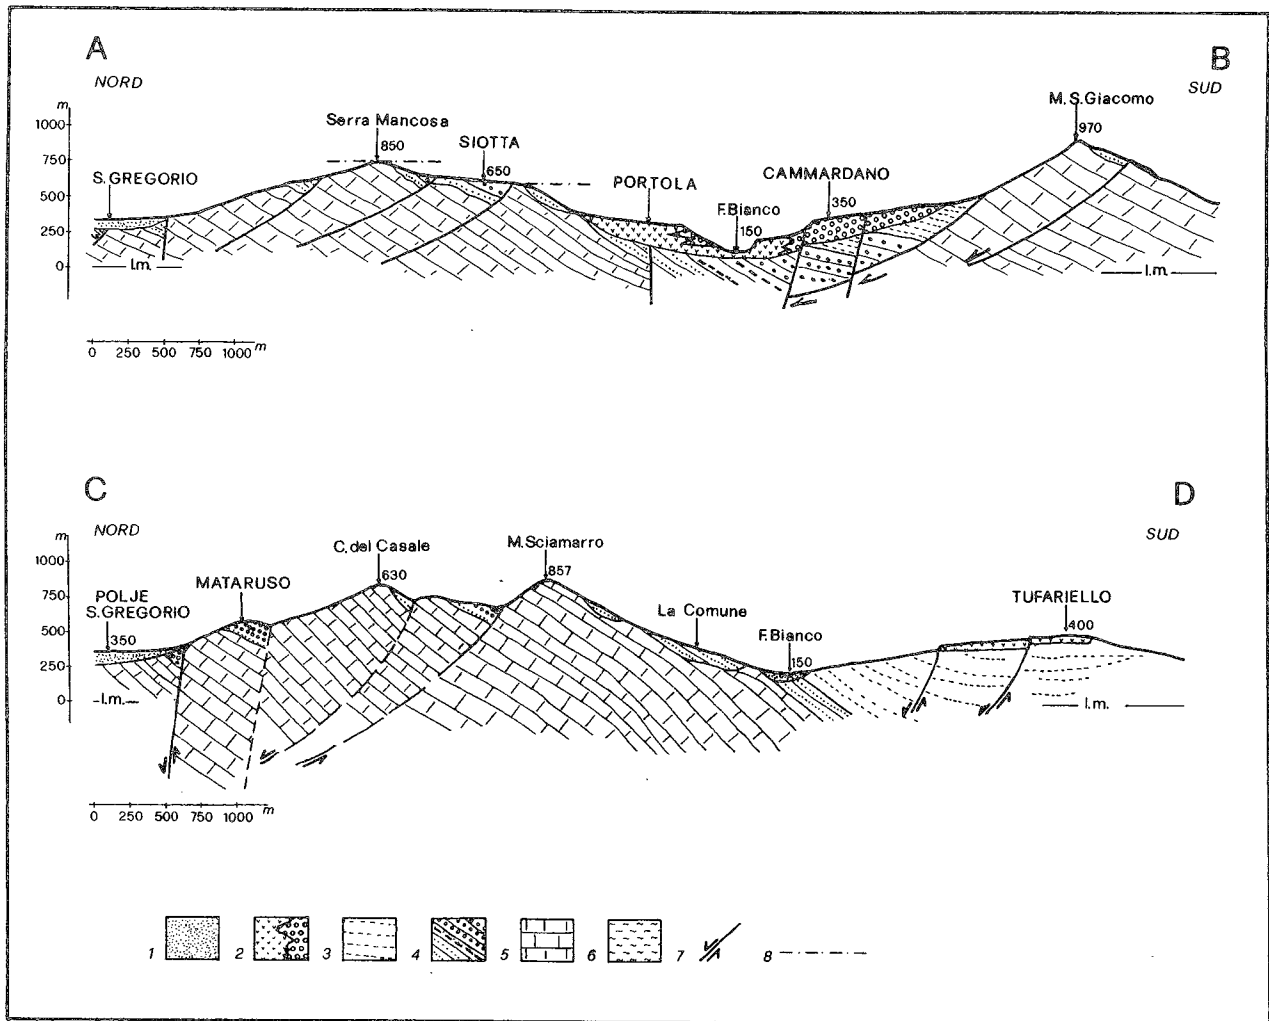 A
B
NORD
SUD
m
1000
750
500
250
0
S. GREGORIO
Serra Mancosa
850
SIOTTA
650
PORTOLA
F.Bianco
150
CAMMARDANO
350
M. S. Giacomo
970
l.m.
l.m.
0 250 500 750 1000 m
C
D
NORD
SUD
m
1000
750
500
250
0
POLJE
S. GREGORIO
350
MATARUSO
C. del Casale
630
M. Sciamarro
857
La Comune
F. Bianco
150
TUFARIELLO
400
l.m.
l.m.
0 250 500 750 1000 m
1 2 3 4 5 6 7 8